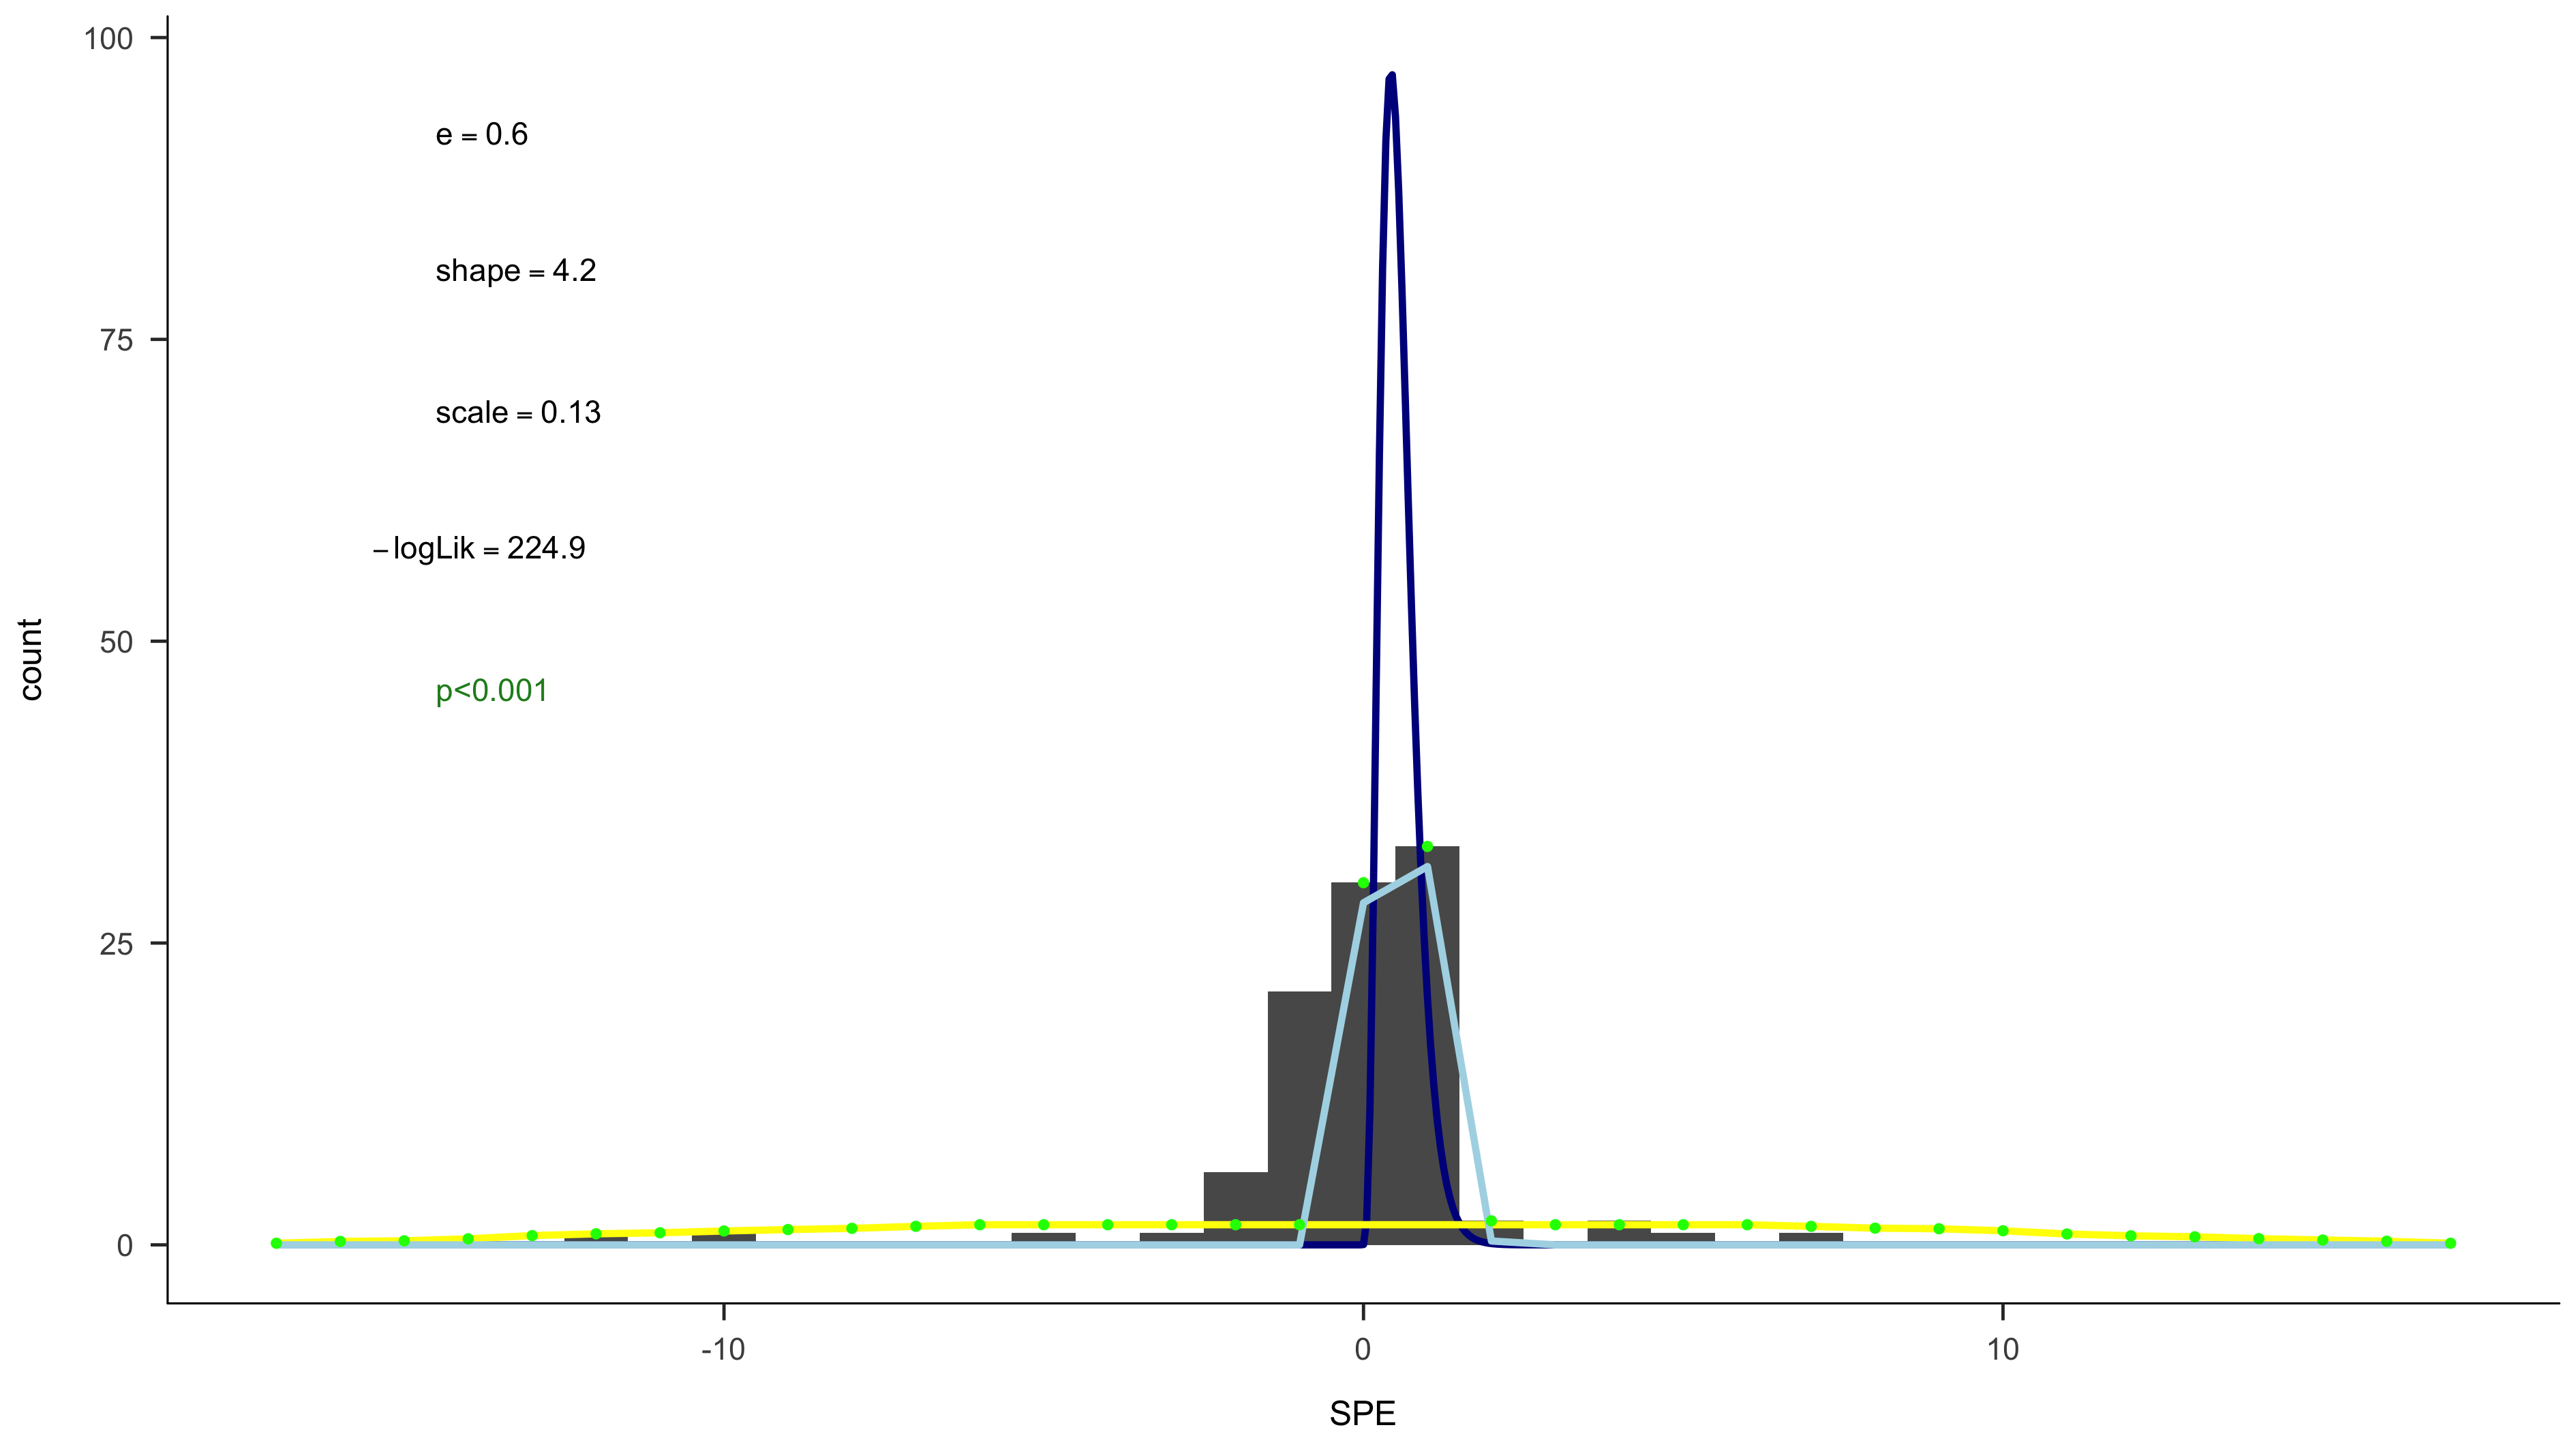 100
e = 0.6
shape = 4.2
75
scale = 0.13
− logLik = 224.9
50
count
p<0.001
25
0
-10
0
10
SPE